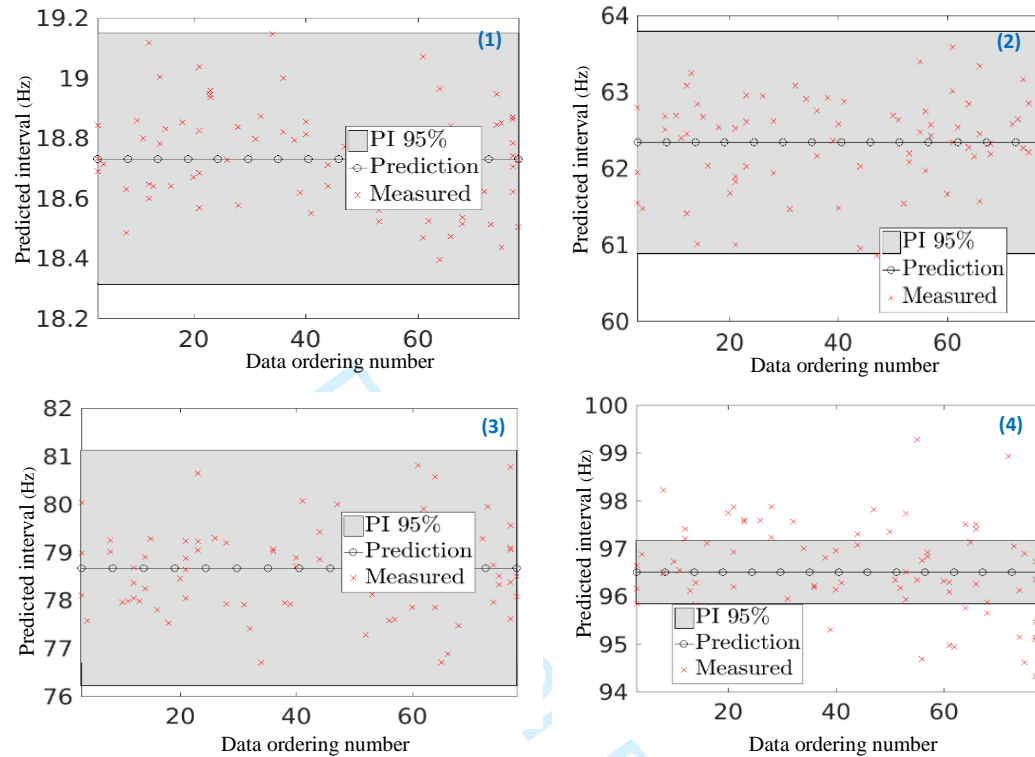 (1)
Predicted interval (Hz)
19.2
19
18.8
18.6
18.4
18.2
PI 95%
Prediction
Measured
20
40
60
Data ordering number
(2)
Predicted interval (Hz)
64
63
62
61
60
PI 95%
Prediction
Measured
20
40
60
Data ordering number
(3)
Predicted interval (Hz)
82
81
80
79
78
77
76
PI 95%
Prediction
Measured
20
40
60
Data ordering number
(4)
Predicted interval (Hz)
100
99
98
97
96
95
94
PI 95%
Prediction
Measured
20
40
60
Data ordering number